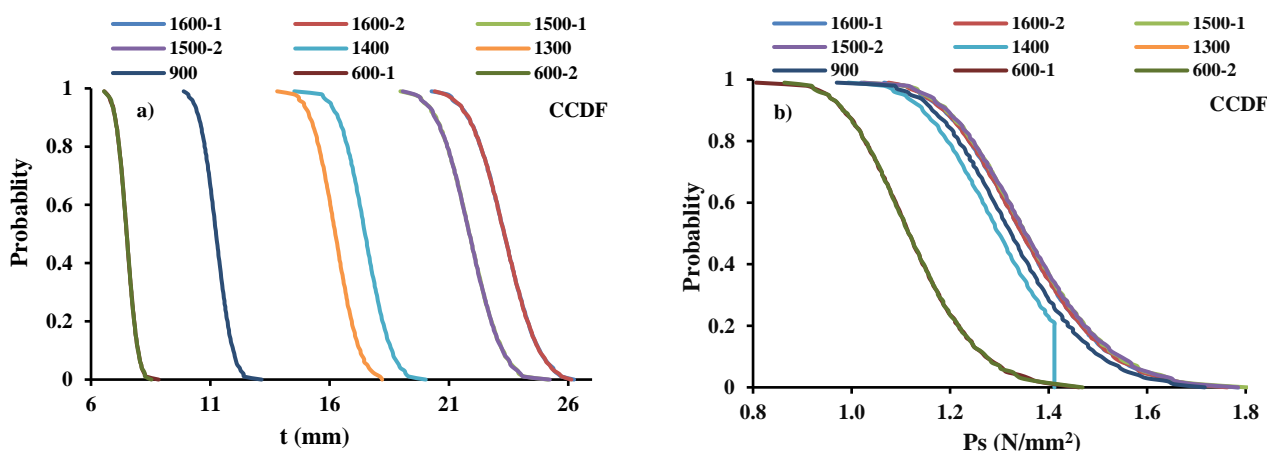 1600-1 1600-2 1500-1
1500-2 1400 1300
900 600-1 600-2
CCDF
a)
1
0.8
0.6
0.4
0.2
0
Probablity
6 11 16 21 26
t (mm)
1600-1 1600-2 1500-1
1500-2 1400 1300
900 600-1 600-2
CCDF
b)
1
0.8
0.6
0.4
0.2
0
Probablity
0.8 1.0 1.2 1.4 1.6 1.8
Ps (N/mm²)